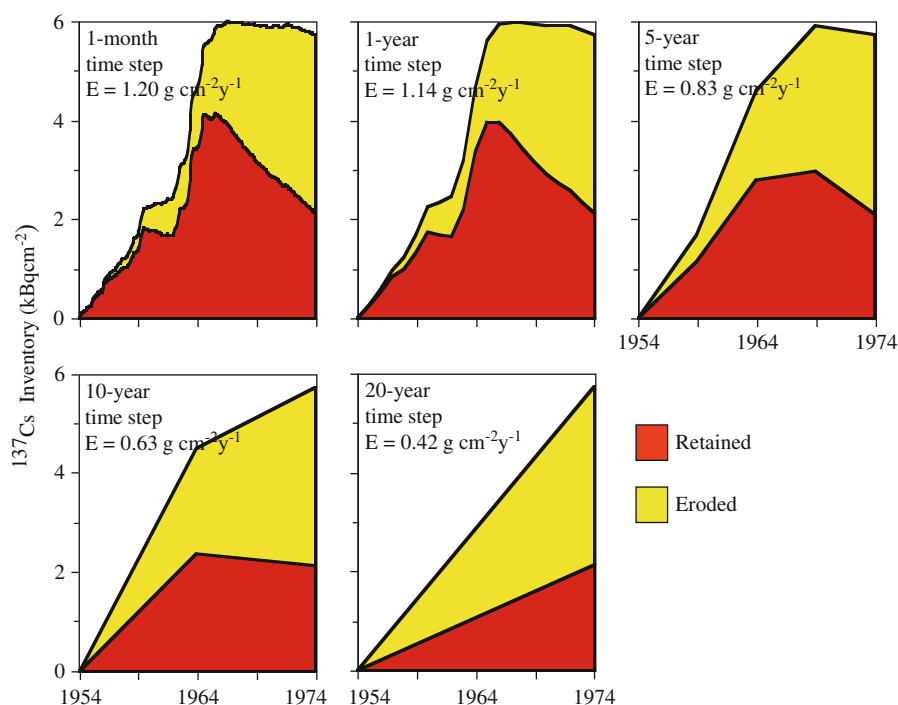 6
4
2
0
1-month
time step
E = 1.20 g cm⁻²y⁻¹
1-year
time step
E = 1.14 g cm⁻²y⁻¹
5-year
time step
E = 0.83 g cm⁻²y⁻¹
1954 1964 1974
¹³⁷Cs Inventory (kBqcm⁻²)
6
4
2
0
10-year
time step
E = 0.63 g cm⁻²y⁻¹
1954 1964 1974
20-year
time step
E = 0.42 g cm⁻²y⁻¹
1954 1964 1974
Retained
Eroded